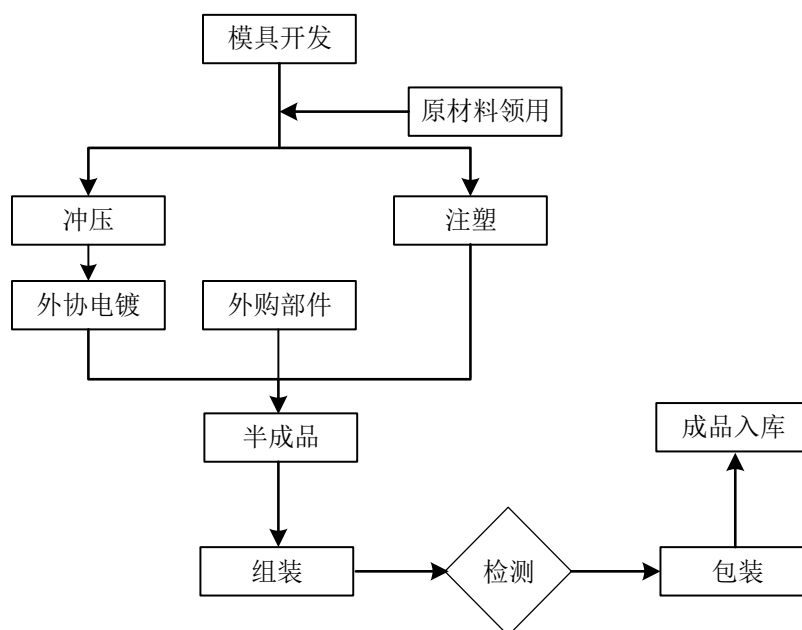 模具开发
原材料领用
冲压
注塑
外协电镀
外购部件
半成品
成品入库
组装
检测
包装